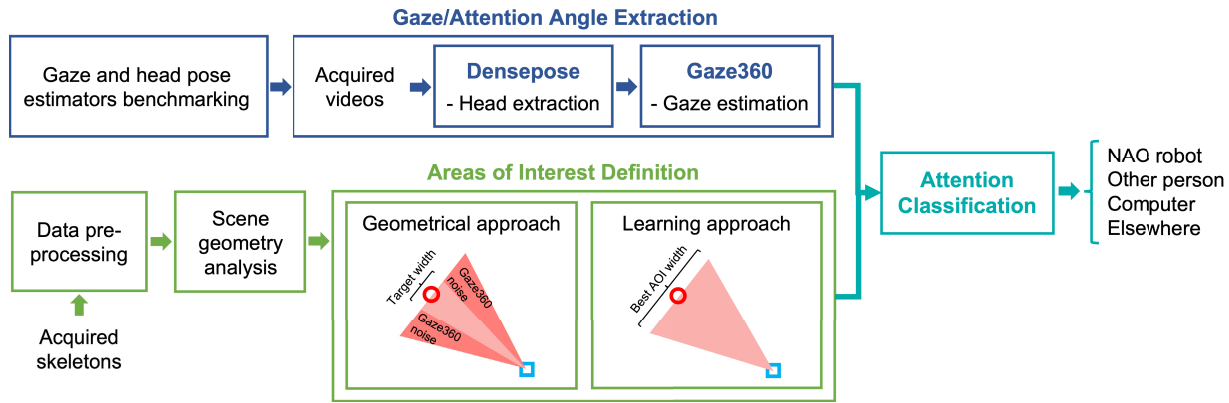 Gaze/Attention Angle Extraction
Gaze and head pose
estimators benchmarking
Acquired
videos
Densepose
- Head extraction
Gaze360
- Gaze estimation
Areas of Interest Definition
Data pre-
processing
Acquired
skeletons
Scene
geometry
analysis
Geometrical approach
Target width
Gaze360
noise
Gaze360
noise
Learning approach
Best AOI width
Attention
Classification
NAO robot
Other person
Computer
Elsewhere